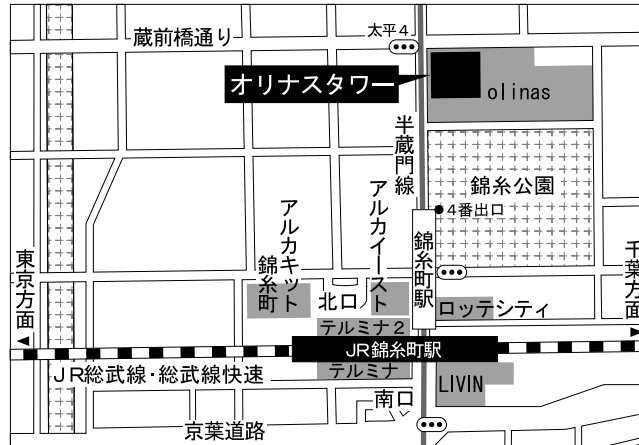 太平4
蔵前橋通り
オリナスタワー
olinas
半蔵門線
錦糸公園
4番出口
アルカイースト
アルカキット
錦糸町
錦糸町駅
東京方面
千葉方面
北口
ロッテシティ
テルミナ2
JR錦糸町駅
テルミナ
JR総武線・総武線快速
LIVIN
南口
京葉道路